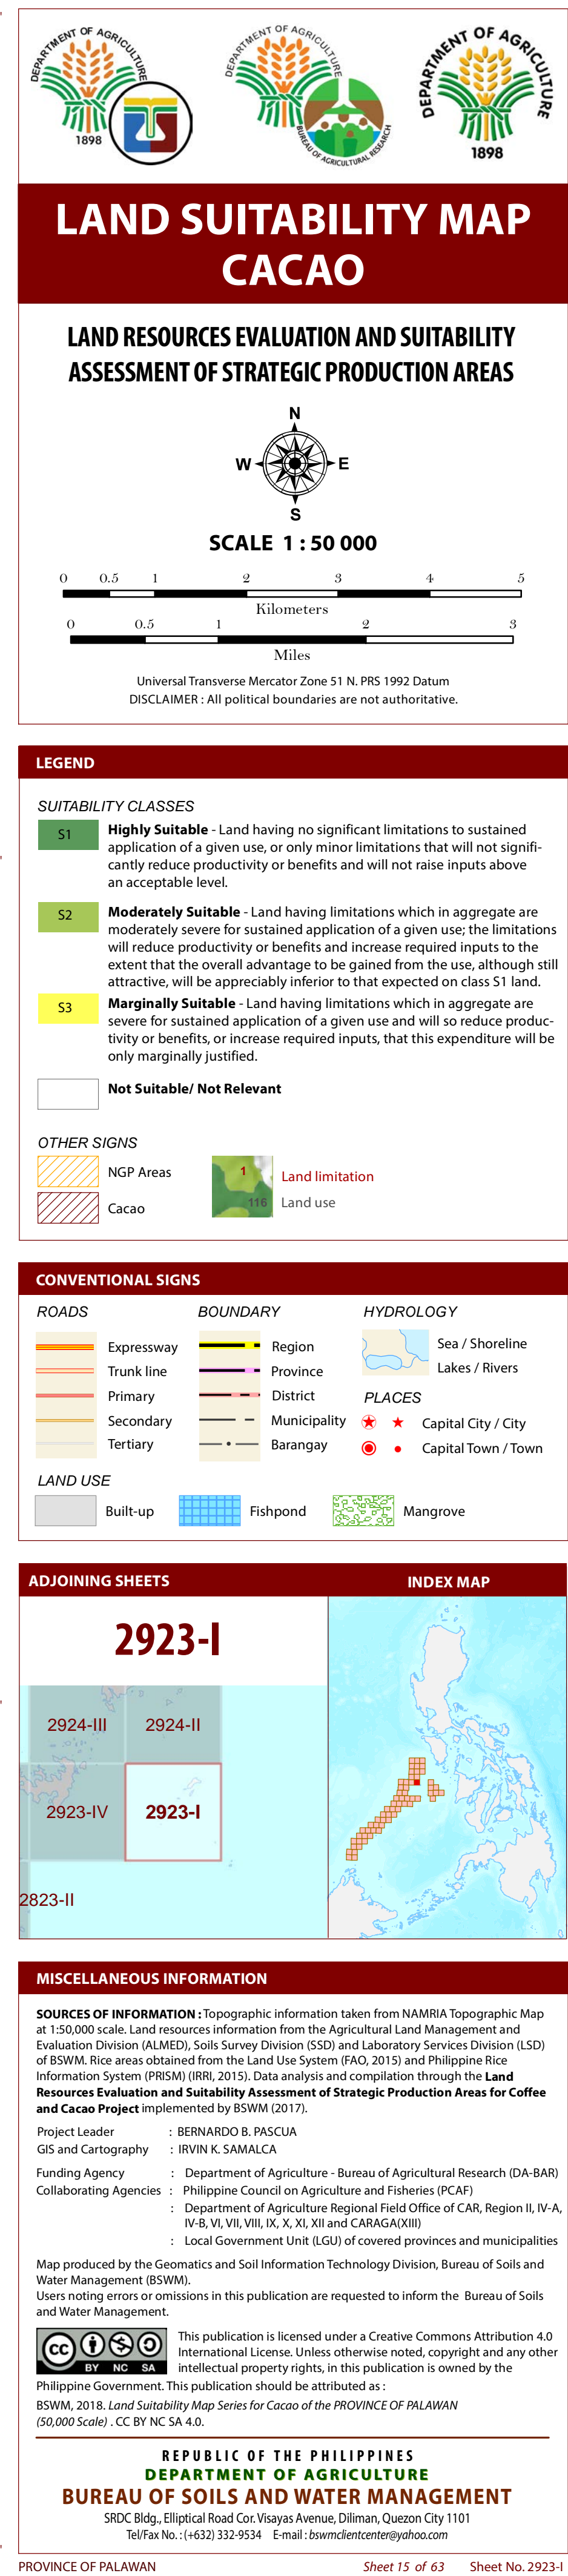 DEPARTMENT OF AGRICULTURE
1898
DEPARTMENT OF AGRICULTURE
BUREAU OF AGRICULTURAL RESEARCH
DEPARTMENT OF AGRICULTURE
1898
LAND SUITABILITY MAP
CACAO
LAND RESOURCES EVALUATION AND SUITABILITY
ASSESSMENT OF STRATEGIC PRODUCTION AREAS
N
W E
S
SCALE 1 : 50 000
0 0.5 1 2 3 4 5
Kilometers
0 0.5 1 2 3
Miles
Universal Transverse Mercator Zone 51 N. PRS 1992 Datum
DISCLAIMER : All political boundaries are not authoritative.
LEGEND
SUITABILITY CLASSES
S1
Highly Suitable - Land having no significant limitations to sustained
application of a given use, or only minor limitations that will not signifi-
cantly reduce productivity or benefits and will not raise inputs above
an acceptable level.
S2
Moderately Suitable - Land having limitations which in aggregate are
moderately severe for sustained application of a given use; the limitations
will reduce productivity or benefits and increase required inputs to the
extent that the overall advantage to be gained from the use, although still
attractive, will be appreciably inferior to that expected on class S1 land.
S3
Marginally Suitable - Land having limitations which in aggregate are
severe for sustained application of a given use and will so reduce produc-
tivity or benefits, or increase required inputs, that this expenditure will be
only marginally justified.
Not Suitable/ Not Relevant
OTHER SIGNS
NGP Areas
Cacao
1
Land limitation
116
Land use
CONVENTIONAL SIGNS
ROADS
Expressway
Trunk line
Primary
Secondary
Tertiary
BOUNDARY
Region
Province
District
Municipality
Barangay
HYDROLOGY
Sea / Shoreline
Lakes / Rivers
PLACES
Capital City / City
Capital Town / Town
LAND USE
Built-up
Fishpond
Mangrove
ADJOINING SHEETS
INDEX MAP
2923-I
2924-III
2924-II
2923-IV
2923-I
2823-II
MISCELLANEOUS INFORMATION
SOURCES OF INFORMATION : Topographic information taken from NAMRIA Topographic Map
at 1:50,000 scale. Land resources information from the Agricultural Land Management and
Evaluation Division (ALMED), Soils Survey Division (SSD) and Laboratory Services Division (LSD)
of BSWM. Rice areas obtained from the Land Use System (FAO, 2015) and Philippine Rice
Information System (PRISM) (IRRI, 2015). Data analysis and compilation through the Land
Resources Evaluation and Suitability Assessment of Strategic Production Areas for Coffee
and Cacao Project implemented by BSWM (2017).
Project Leader : BERNARDO B. PASCUA
GIS and Cartography : IRVIN K. SAMALCA
Funding Agency : Department of Agriculture - Bureau of Agricultural Research (DA-BAR)
Collaborating Agencies : Philippine Council on Agriculture and Fisheries (PCAF)
: Department of Agriculture Regional Field Office of CAR, Region II, IV-A,
IV-B, VI, VII, VIII, IX, X, XI, XII and CARAGA(XIII)
: Local Government Unit (LGU) of covered provinces and municipalities
Map produced by the Geomatics and Soil Information Technology Division, Bureau of Soils and
Water Management (BSWM).
Users noting errors or omissions in this publication are requested to inform the Bureau of Soils
and Water Management.
cc
BY NC SA
This publication is licensed under a Creative Commons Attribution 4.0
International License. Unless otherwise noted, copyright and any other
intellectual property rights, in this publication is owned by the
Philippine Government. This publication should be attributed as :
BSWM, 2018. Land Suitability Map Series for Cacao of the PROVINCE OF PALAWAN
(50,000 Scale) . CC BY NC SA 4.0.
REPUBLIC OF THE PHILIPPINES
DEPARTMENT OF AGRICULTURE
BUREAU OF SOILS AND WATER MANAGEMENT
SRDC Bldg., Elliptical Road Cor. Visayas Avenue, Diliman, Quezon City 1101
Tel/Fax No. : (+632) 332-9534 E-mail : bswmclientcenter@yahoo.com
PROVINCE OF PALAWAN Sheet 15 of 63 Sheet No. 2923-I